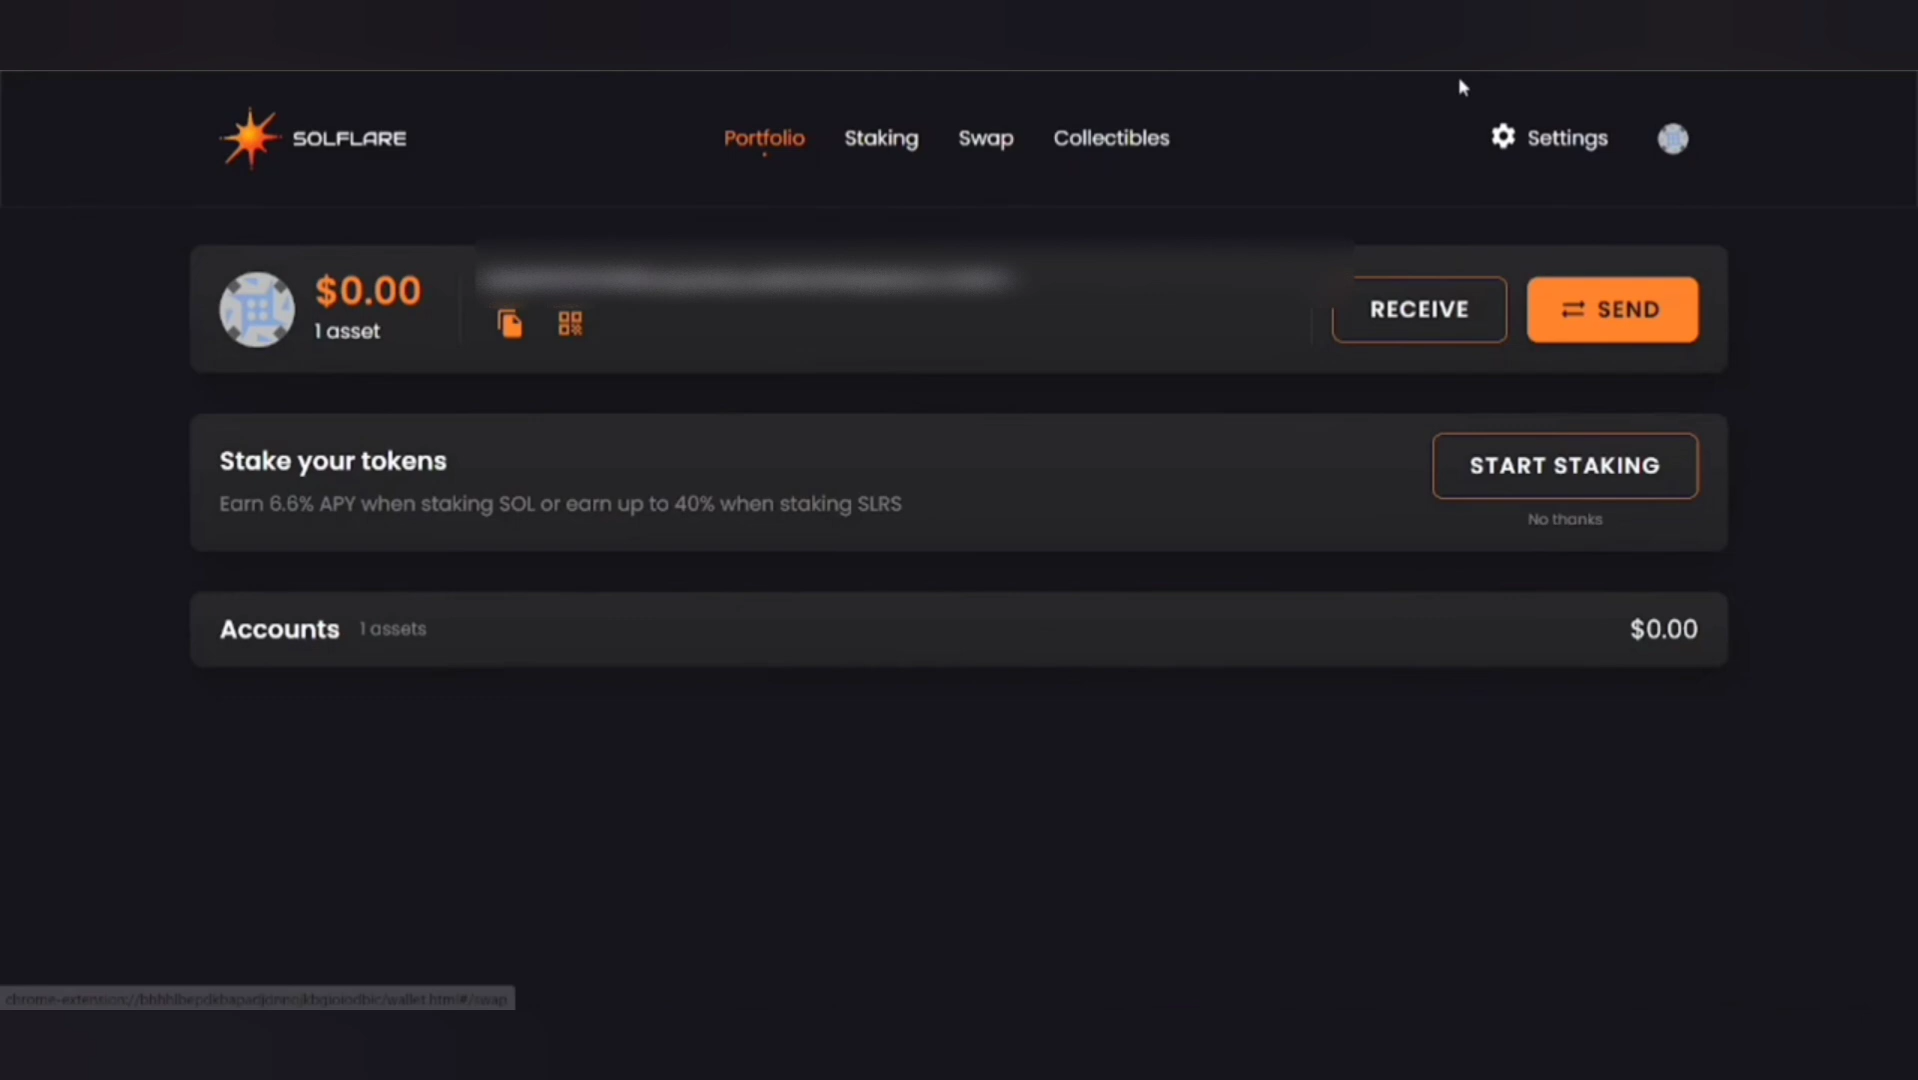 SOLFLARE
Portfolio
Staking
Swap
Collectibles
Settings
$0.00
1 asset
RECEIVE
SEND
Stake your tokens
Earn 6.6% APY when staking SOL or earn up to 40% when staking SLRS
START STAKING
No thanks
Accounts
1 assets
$0.00